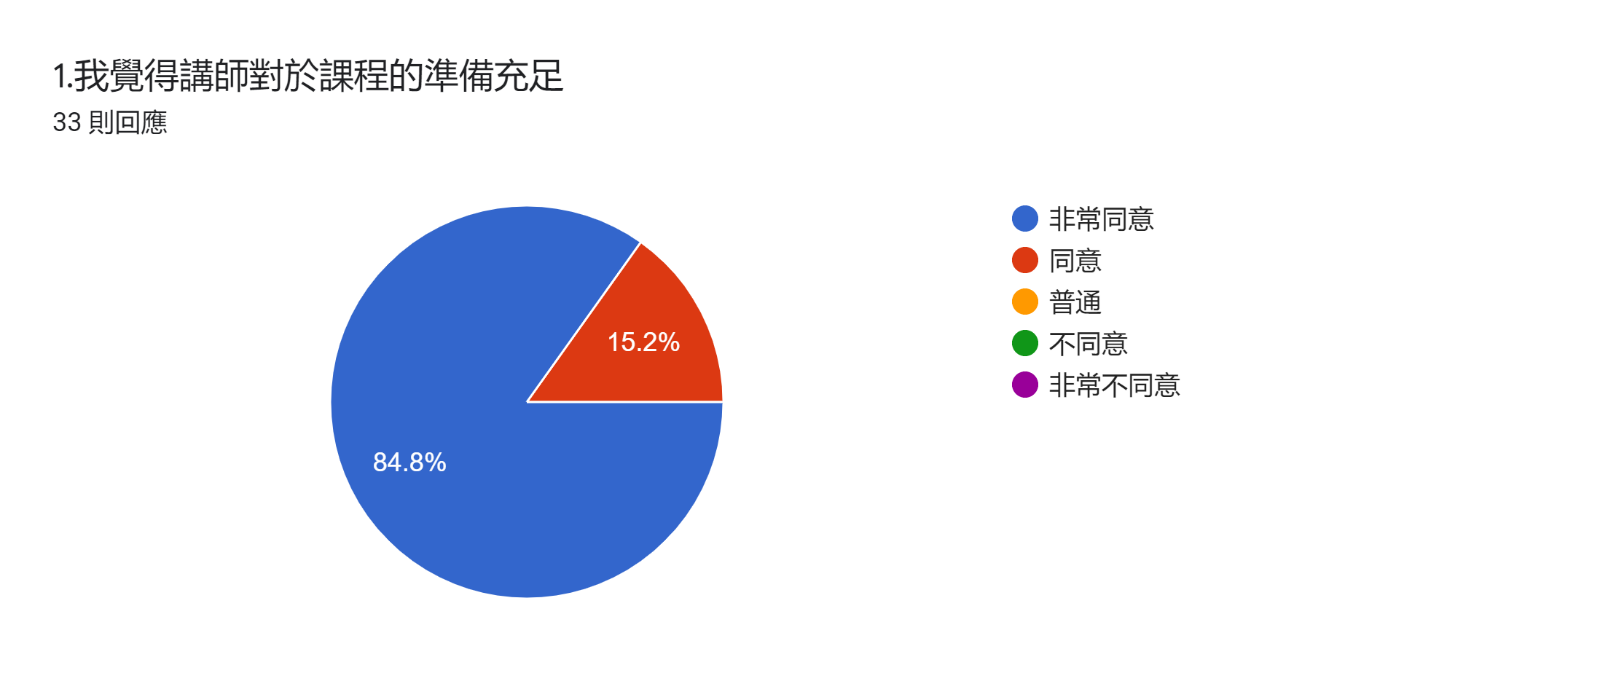 1.我覺得講師對於課程的準備充足
33 則回應
非常同意
同意
普通
不同意
非常不同意
15.2%
84.8%